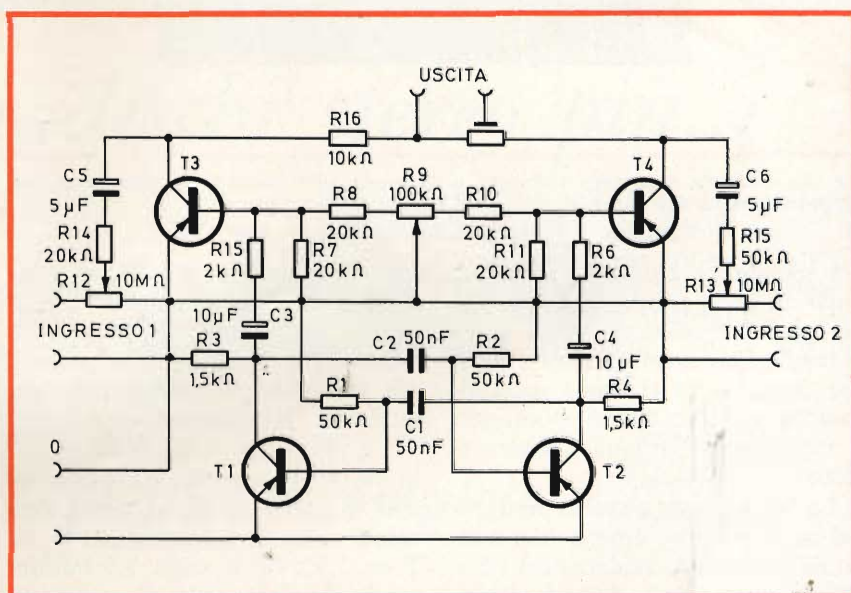 USCITA
R16
10kΩ
T3
T4
C5
5µF
C6
5µF
R8
20kΩ
R9
100kΩ
R10
20kΩ
R14
20kΩ
R15
2kΩ
R7
20kΩ
R11
20kΩ
R6
2kΩ
R15
50kΩ
R12
10MΩ
R13
10MΩ
INGRESSO 1
INGRESSO 2
10µF
C3
R3
1,5kΩ
C2
50nF
R2
50kΩ
C4
10µF
R1
50kΩ
C1
50nF
R4
1,5kΩ
0
T1
T2